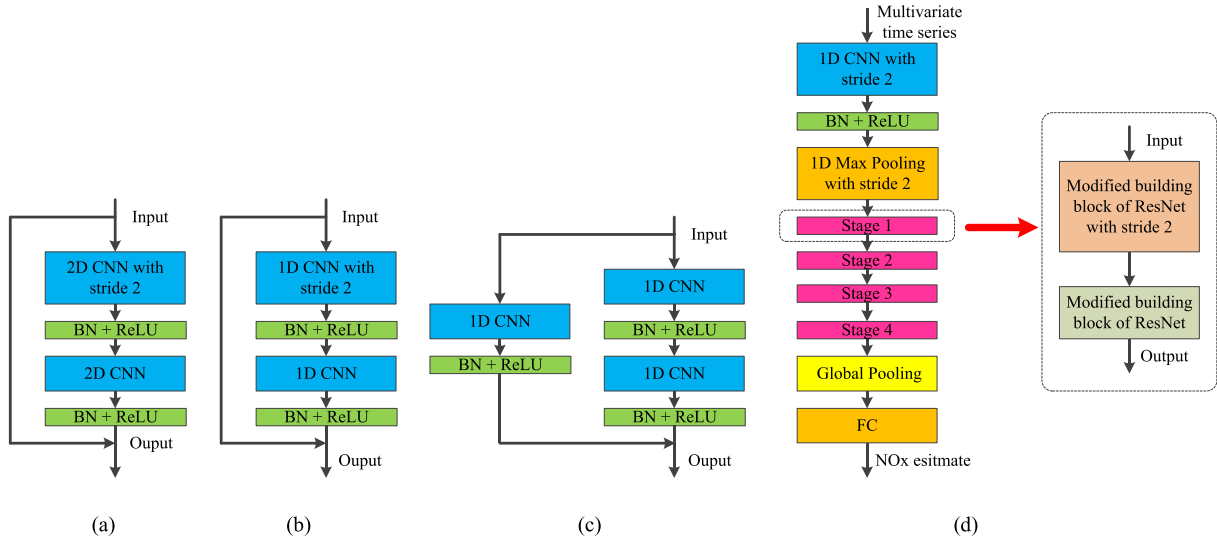 Input
2D CNN with
stride 2
BN + ReLU
2D CNN
BN + ReLU
Ouput
(a)
Input
1D CNN with
stride 2
BN + ReLU
1D CNN
BN + ReLU
Ouput
(b)
Input
1D CNN
BN + ReLU
1D CNN
BN + ReLU
1D CNN
BN + ReLU
Ouput
(c)
Multivariate
time series
1D CNN with
stride 2
BN + ReLU
1D Max Pooling
with stride 2
Stage 1
Stage 2
Stage 3
Stage 4
Global Pooling
FC
NOx esitmate
Input
Modified building
block of ResNet
with stride 2
Modified building
block of ResNet
Output
(d)